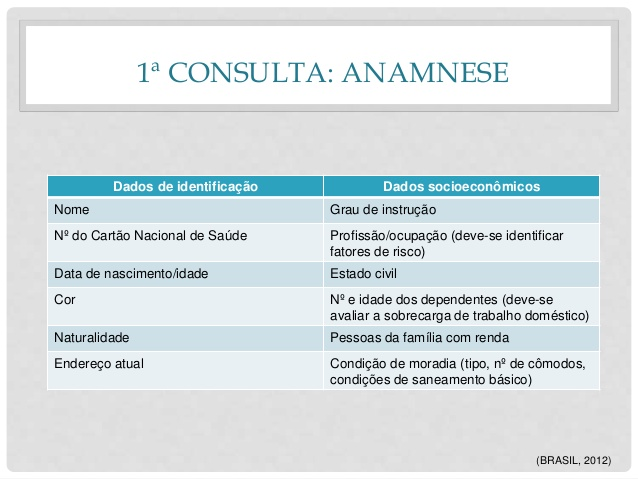 1ª CONSULTA: ANAMNESE
Dados de identificação Dados socioeconômicos
Nome Grau de instrução
Nº do Cartão Nacional de Saúde Profissão/ocupação (deve-se identificar
fatores de risco)
Data de nascimento/idade Estado civil
Cor Nº e idade dos dependentes (deve-se
avaliar a sobrecarga de trabalho doméstico)
Naturalidade Pessoas da família com renda
Endereço atual Condição de moradia (tipo, nº de cômodos,
condições de saneamento básico)
(BRASIL, 2012)